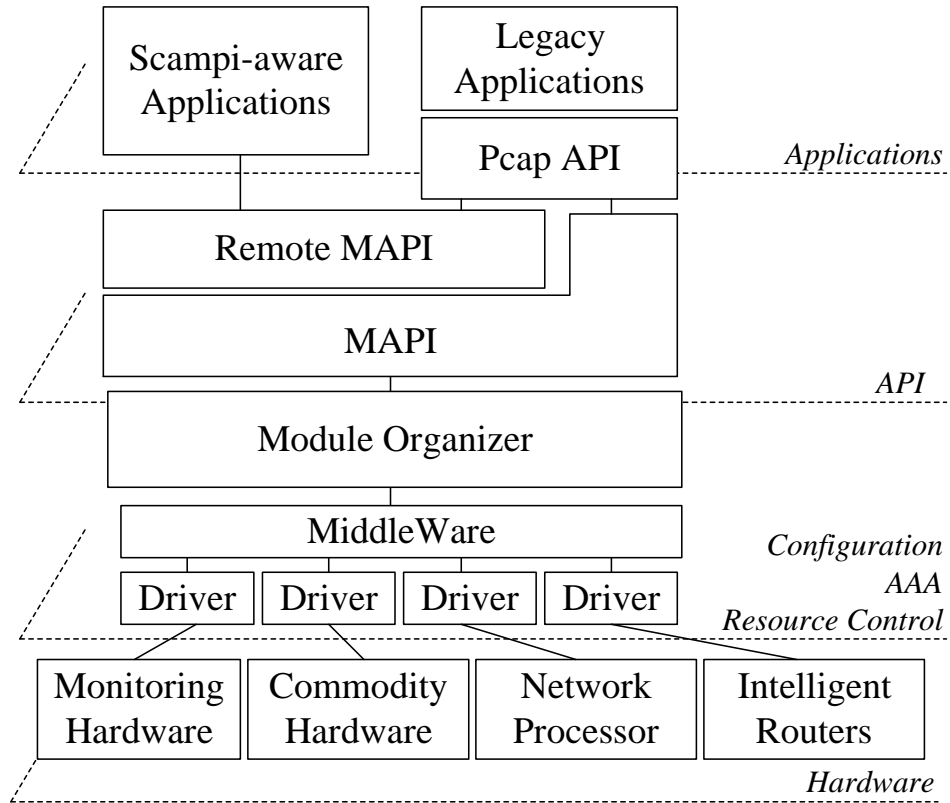 Scampi-aware
Applications
Legacy
Applications
Pcap API
Applications
Remote MAPI
MAPI
API
Module Organizer
MiddleWare
Configuration
AAA
Resource Control
Driver
Driver
Driver
Driver
Monitoring
Hardware
Commodity
Hardware
Network
Processor
Intelligent
Routers
Hardware